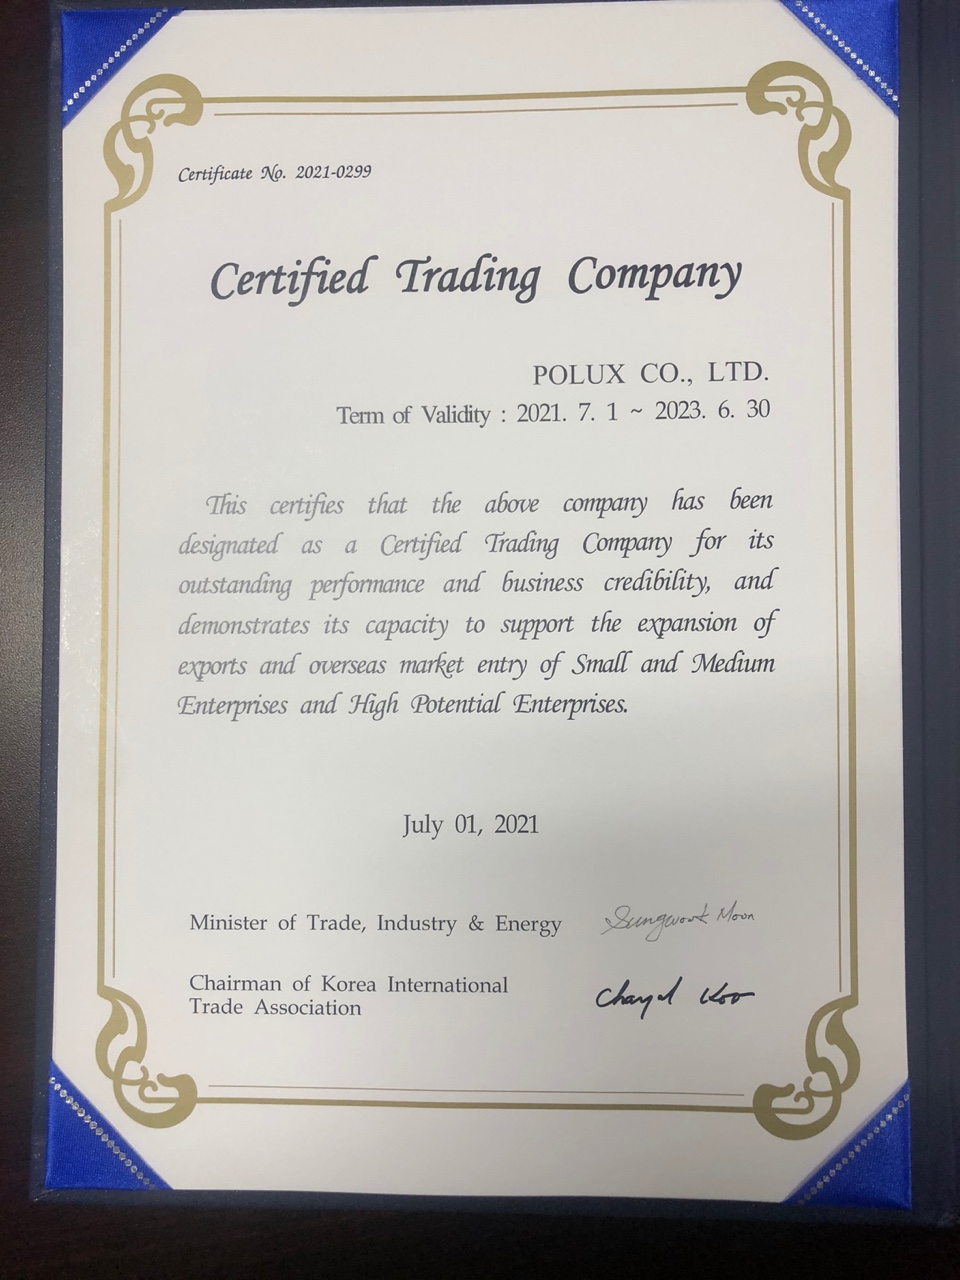 Certificate No. 2021-0299
Certified Trading Company
POLUX CO., LTD.
Term of Validity : 2021. 7. 1 ~ 2023. 6. 30
This certifies that the above company has been
designated as a Certified Trading Company for its
outstanding performance and business credibility, and
demonstrates its capacity to support the expansion of
exports and overseas market entry of Small and Medium
Enterprises and High Potential Enterprises.
July 01, 2021
Minister of Trade, Industry & Energy Sungwook Moon
Chairman of Korea International
Trade Association
Koo